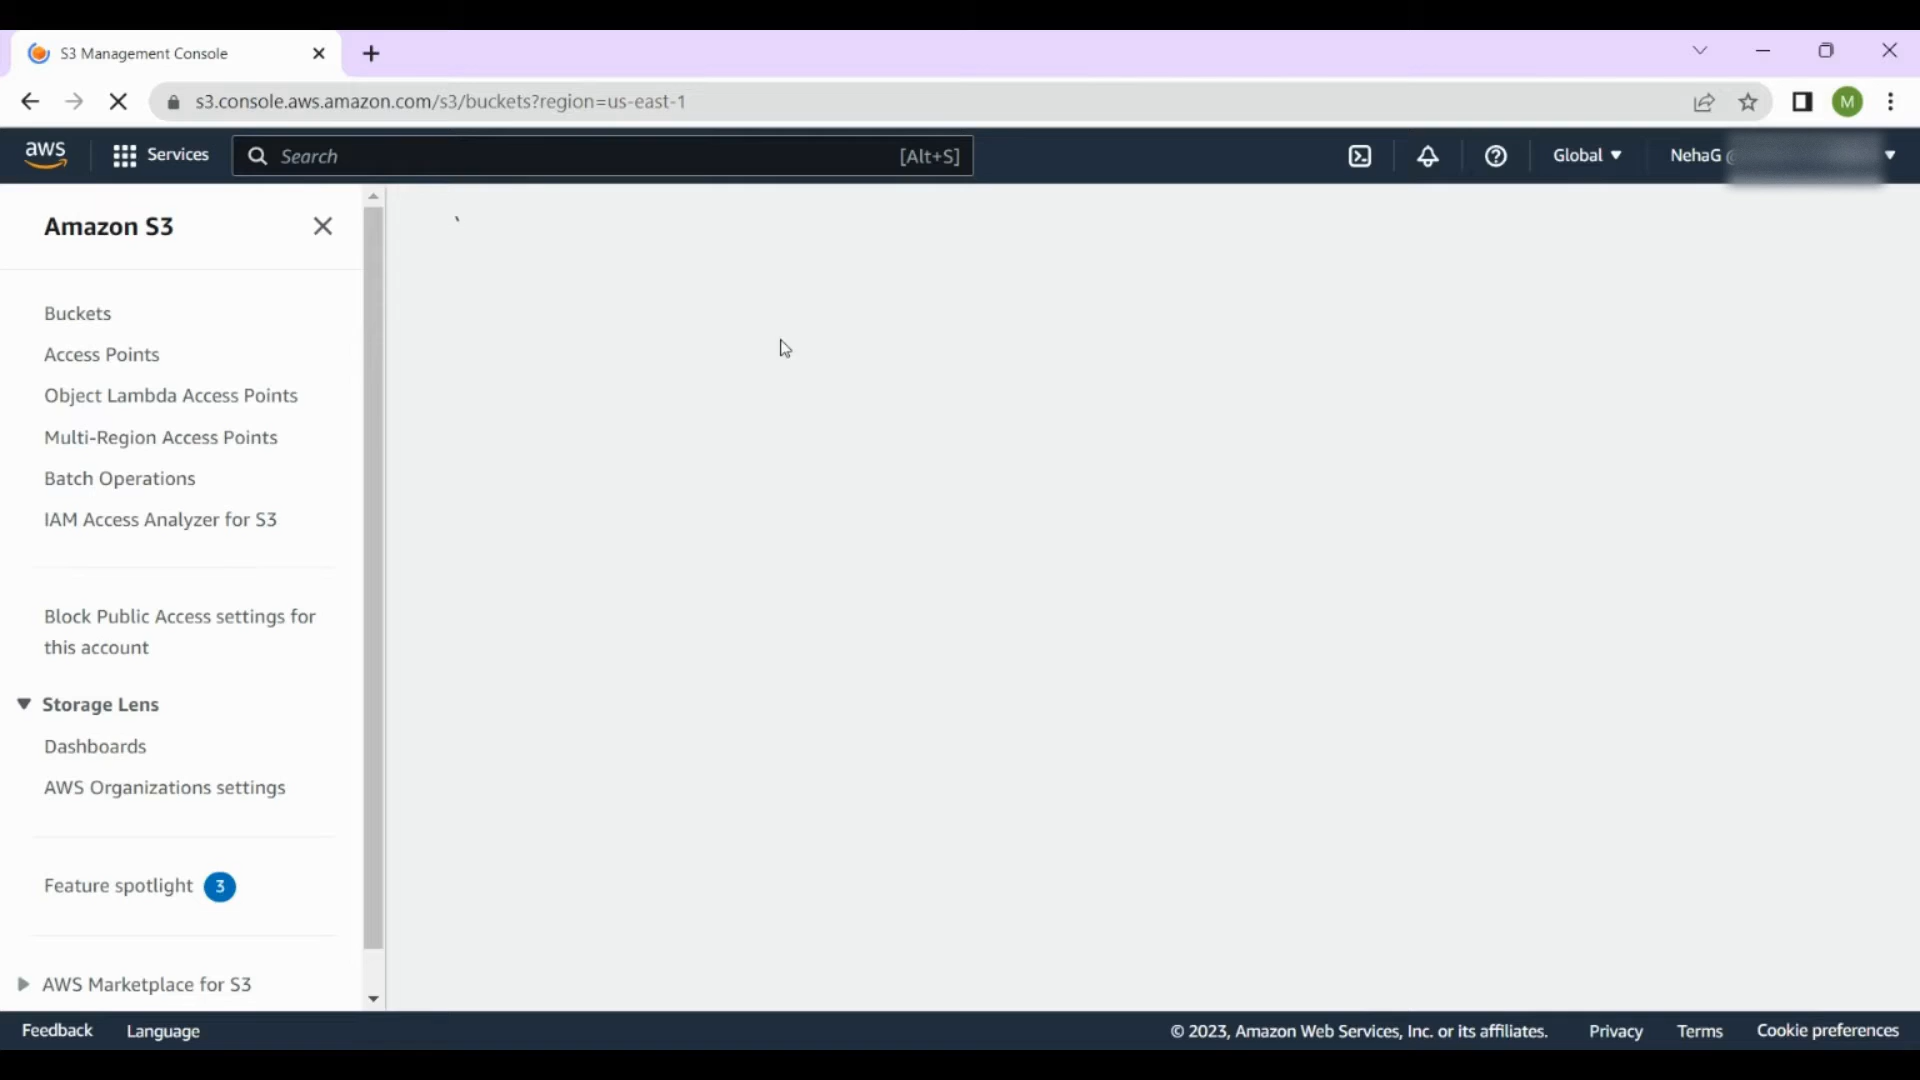 S3 Management Console
s3.console.aws.amazon.com/s3/buckets?region=us-east-1
M
aws
Services
Search
[Alt+S]
Global
NehaG @
Amazon S3
Buckets
Access Points
Object Lambda Access Points
Multi-Region Access Points
Batch Operations
IAM Access Analyzer for S3
Block Public Access settings for
this account
Storage Lens
Dashboards
AWS Organizations settings
Feature spotlight 3
AWS Marketplace for S3
Feedback
Language
© 2023, Amazon Web Services, Inc. or its affiliates.
Privacy
Terms
Cookie preferences